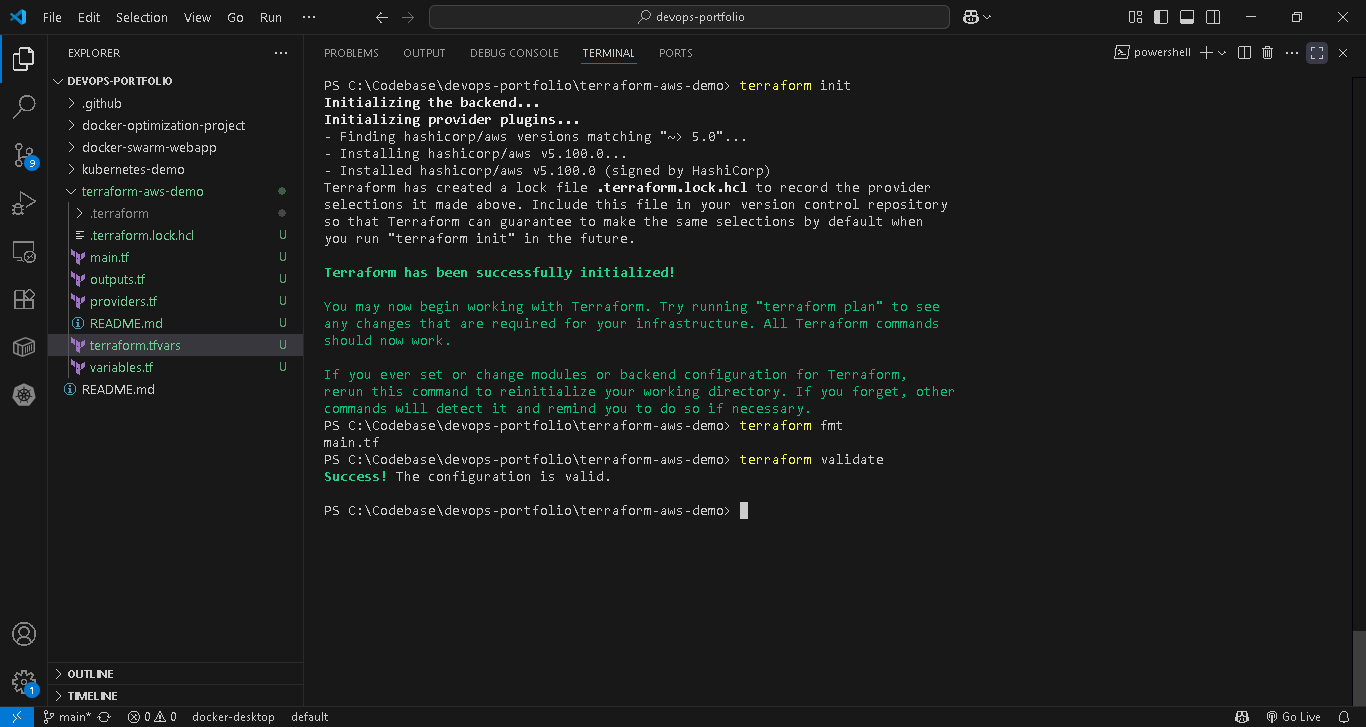 File Edit Selection View Go Run ··· devops-portfolio
EXPLORER ···
DEVOPS-PORTFOLIO
.github
docker-optimization-project
docker-swarm-webapp
kubernetes-demo
terraform-aws-demo
.terraform
.terraform.lock.hcl U
main.tf U
outputs.tf U
providers.tf U
README.md U
terraform.tfvars U
variables.tf U
README.md
OUTLINE
TIMELINE
9
1
PROBLEMS OUTPUT DEBUG CONSOLE TERMINAL PORTS powershell
PS C:\Codebase\devops-portfolio\terraform-aws-demo> terraform init
Initializing the backend...
Initializing provider plugins...
- Finding hashicorp/aws versions matching "~> 5.0"...
- Installing hashicorp/aws v5.100.0...
- Installed hashicorp/aws v5.100.0 (signed by HashiCorp)
Terraform has created a lock file .terraform.lock.hcl to record the provider
selections it made above. Include this file in your version control repository
so that Terraform can guarantee to make the same selections by default when
you run "terraform init" in the future.
Terraform has been successfully initialized!
You may now begin working with Terraform. Try running "terraform plan" to see
any changes that are required for your infrastructure. All Terraform commands
should now work.
If you ever set or change modules or backend configuration for Terraform,
rerun this command to reinitialize your working directory. If you forget, other
commands will detect it and remind you to do so if necessary.
PS C:\Codebase\devops-portfolio\terraform-aws-demo> terraform fmt
main.tf
PS C:\Codebase\devops-portfolio\terraform-aws-demo> terraform validate
Success! The configuration is valid.
PS C:\Codebase\devops-portfolio\terraform-aws-demo>
main* 0 0 docker-desktop default Go Live